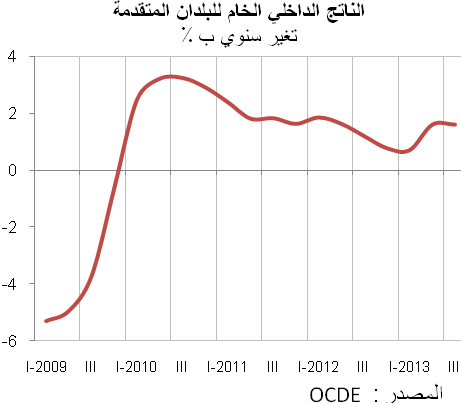 الناتج الداخلي الخام للبلدان المتقدمة
تغير سنوي ب %
4
2
0
-2
-4
-6
I-2009 III I-2010 III I-2011 III I-2012 III I-2013 III
المصدر : OCDE